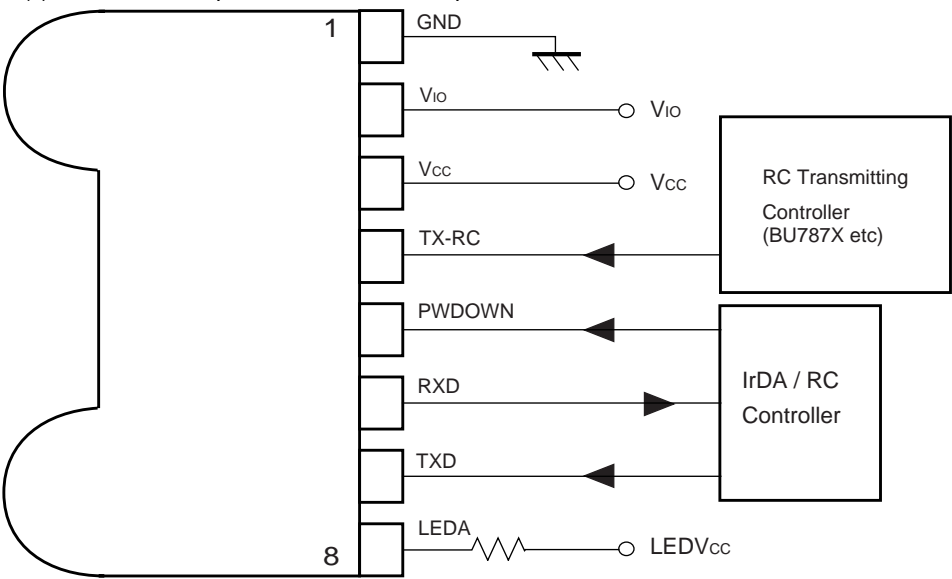 1 GND
VIO VIO
VCC VCC
TX-RC
RC Transmitting
Controller
(BU787X etc)
PWDOWN
RXD
TXD
IrDA / RC
Controller
8 LEDA LEDVCC